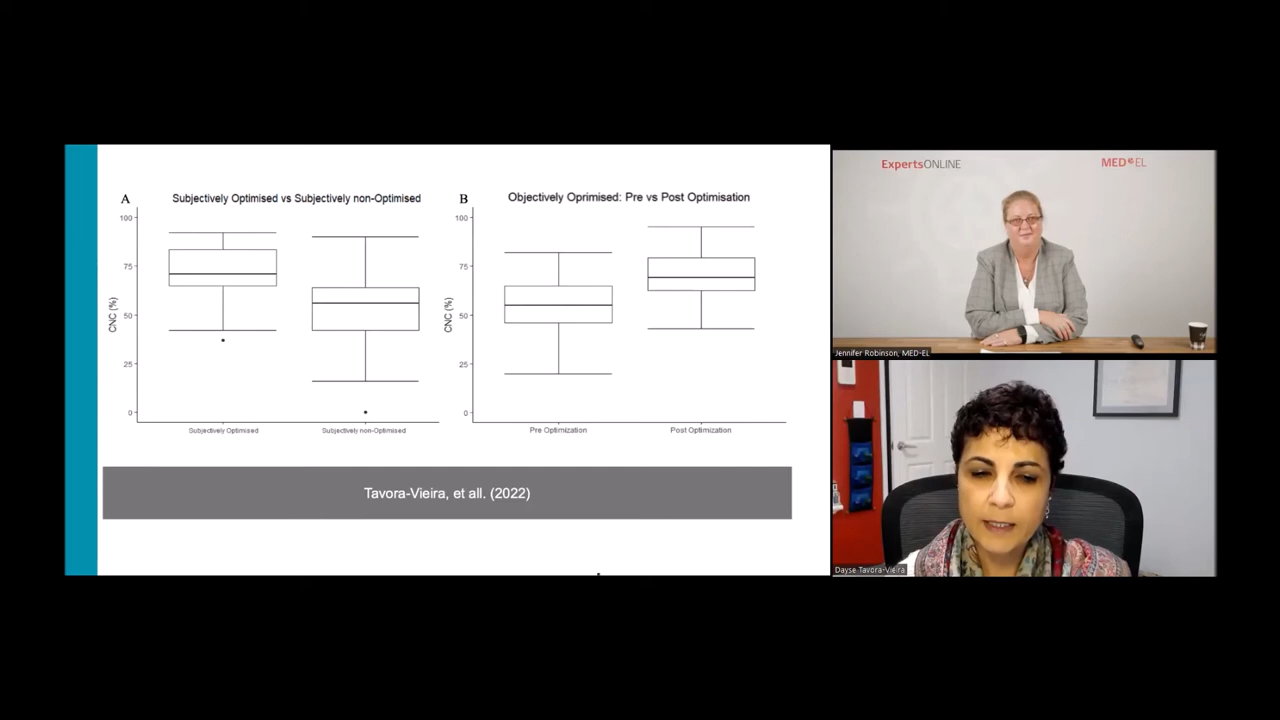 A
Subjectively Optimised vs Subjectively non-Optimised
100
75
50
25
0
CNC (%)
Subjectively Optimised
Subjectively non-Optimised
B
Objectively Oprimised: Pre vs Post Optimisation
100
75
50
25
0
CNC (%)
Pre Optimization
Post Optimization
Tavora-Vieira, et all. (2022)
ExpertsONLINE
MED EL
Jennifer Robinson, MED-EL
Dayse Tavora-Vieira